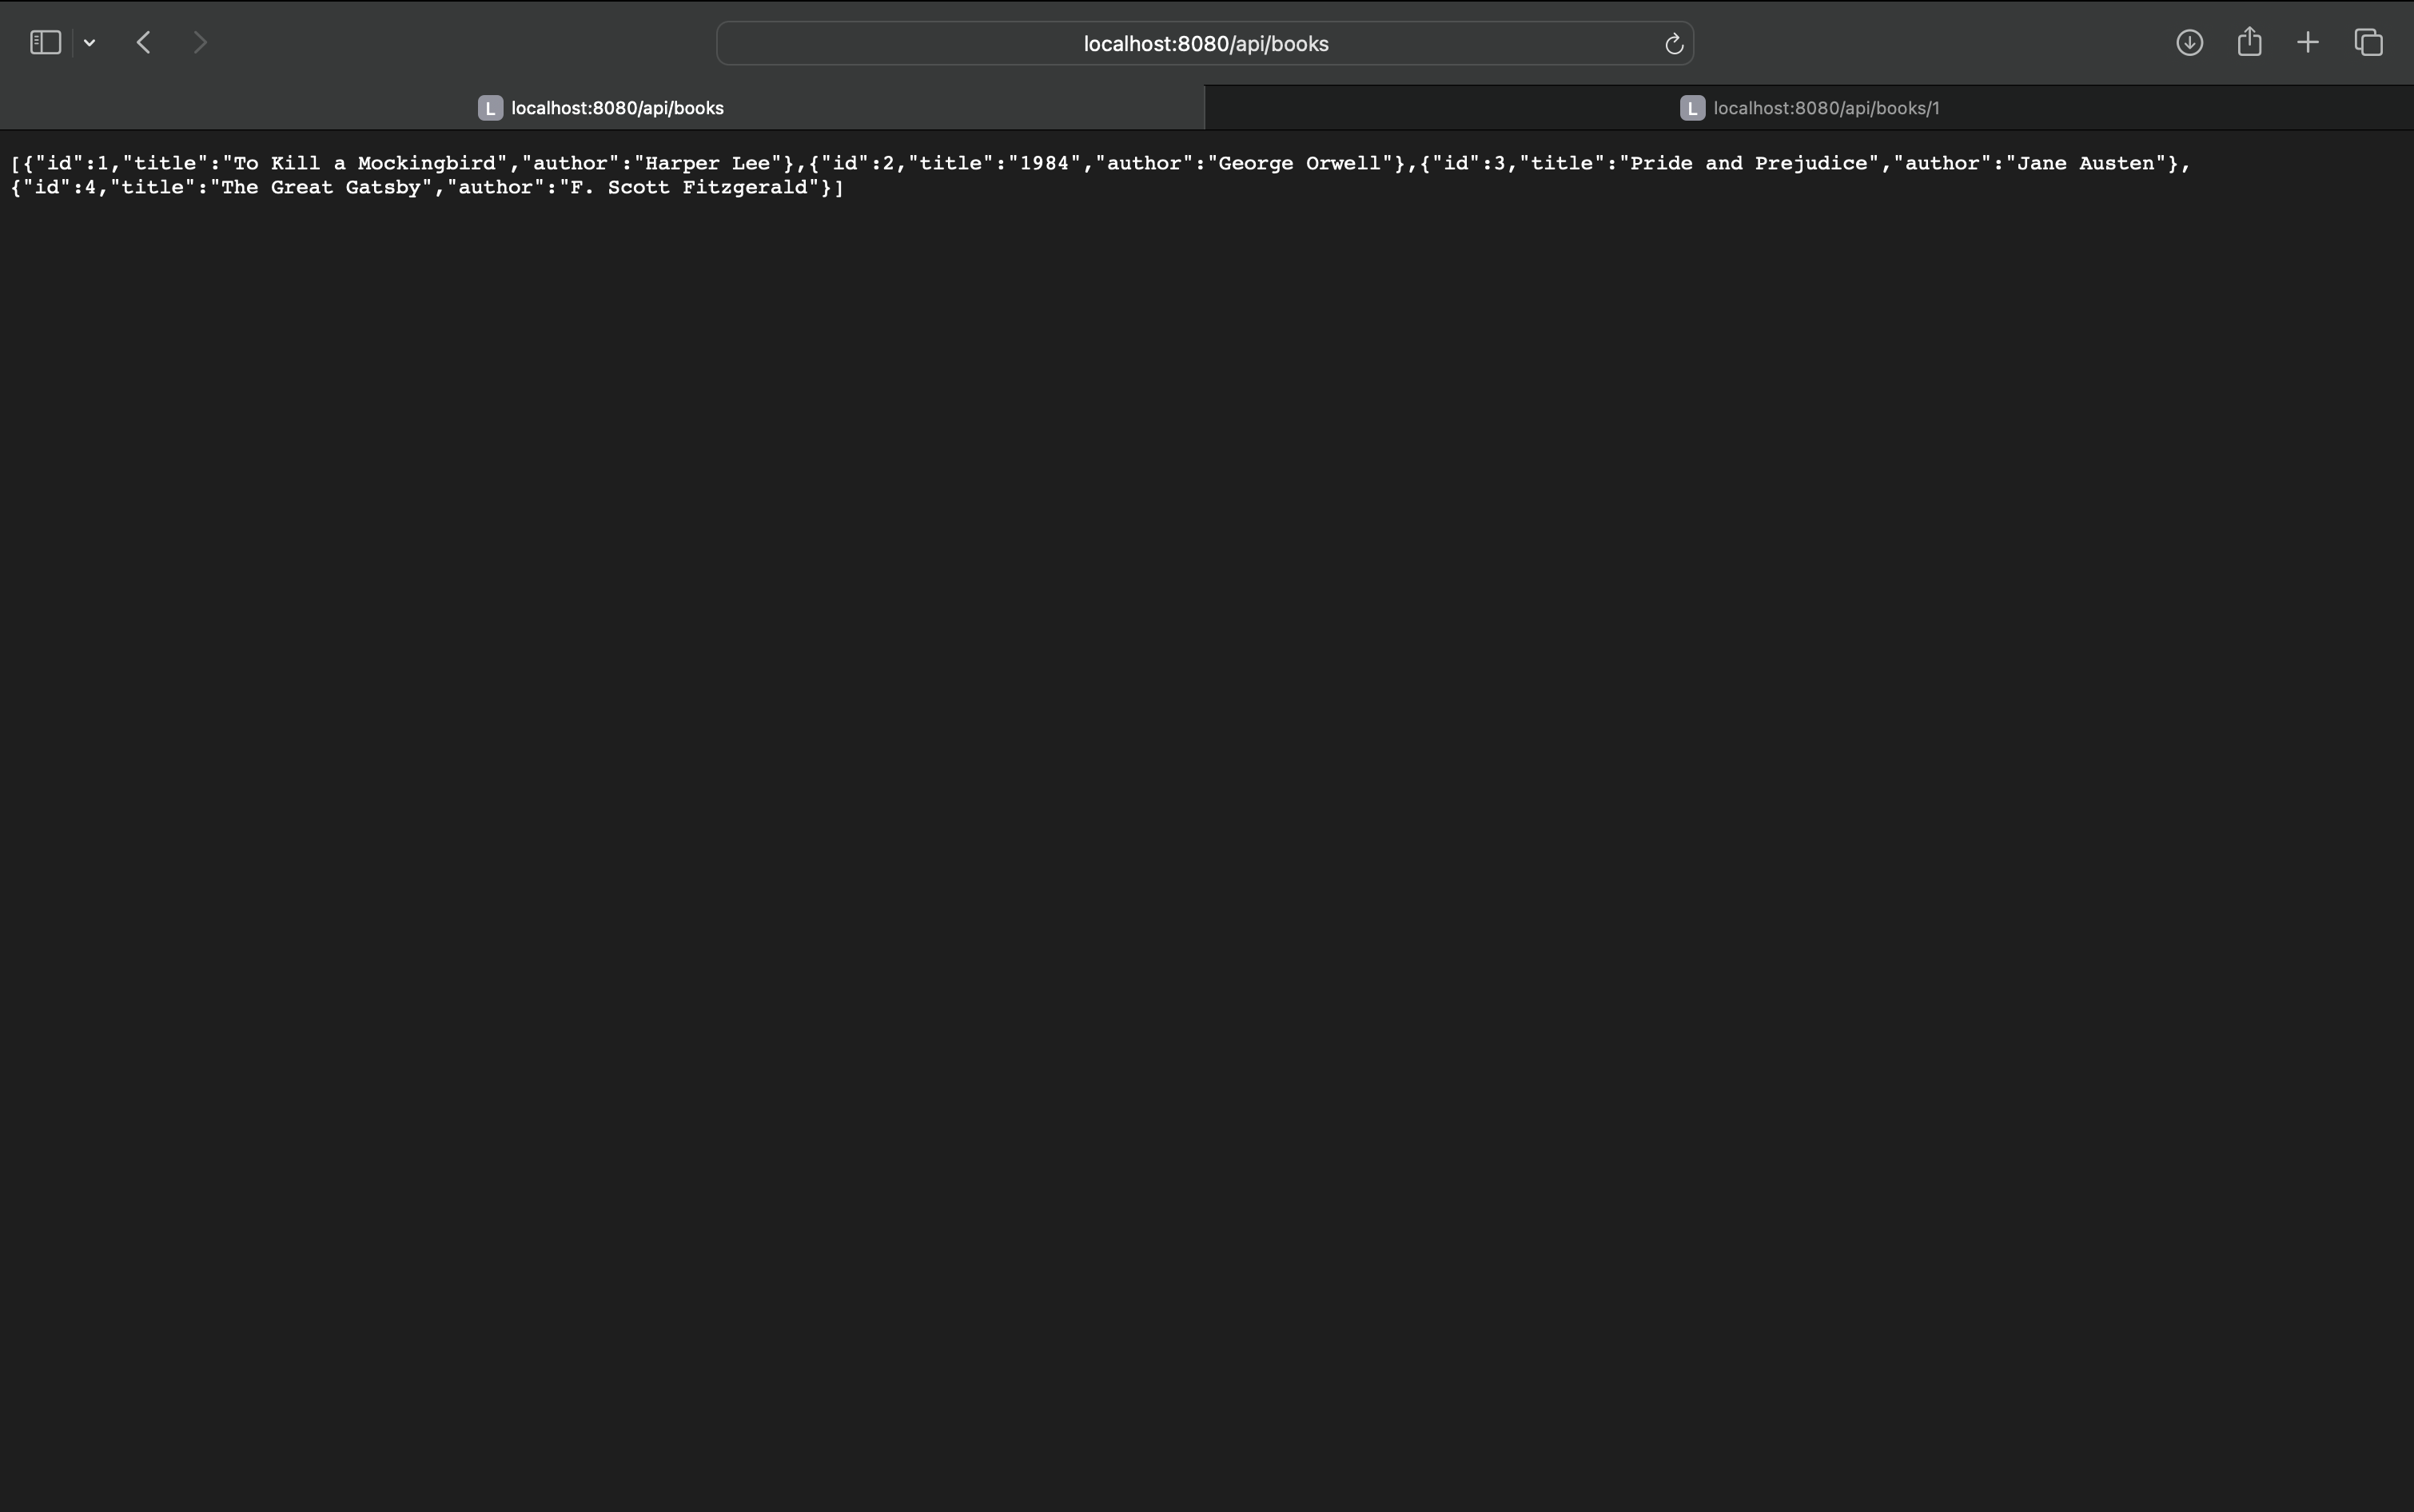 localhost:8080/api/books
L localhost:8080/api/books
L localhost:8080/api/books/1
[{"id":1,"title":"To Kill a Mockingbird","author":"Harper Lee"},{"id":2,"title":"1984","author":"George Orwell"},{"id":3,"title":"Pride and Prejudice","author":"Jane Austen"},
{"id":4,"title":"The Great Gatsby","author":"F. Scott Fitzgerald"}]